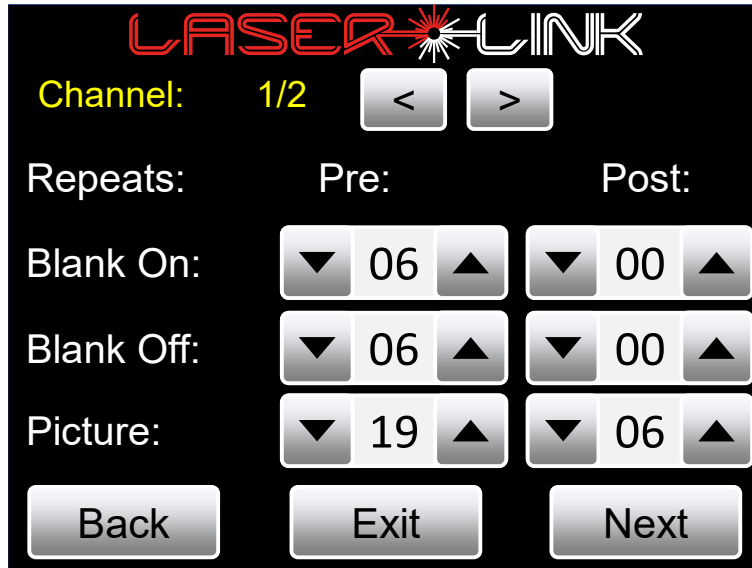 LASER LINK
Channel: 1/2 < >
Repeats: Pre: Post:
Blank On: ▼ 06 ▲ ▼ 00 ▲
Blank Off: ▼ 06 ▲ ▼ 00 ▲
Picture: ▼ 19 ▲ ▼ 06 ▲
Back Exit Next